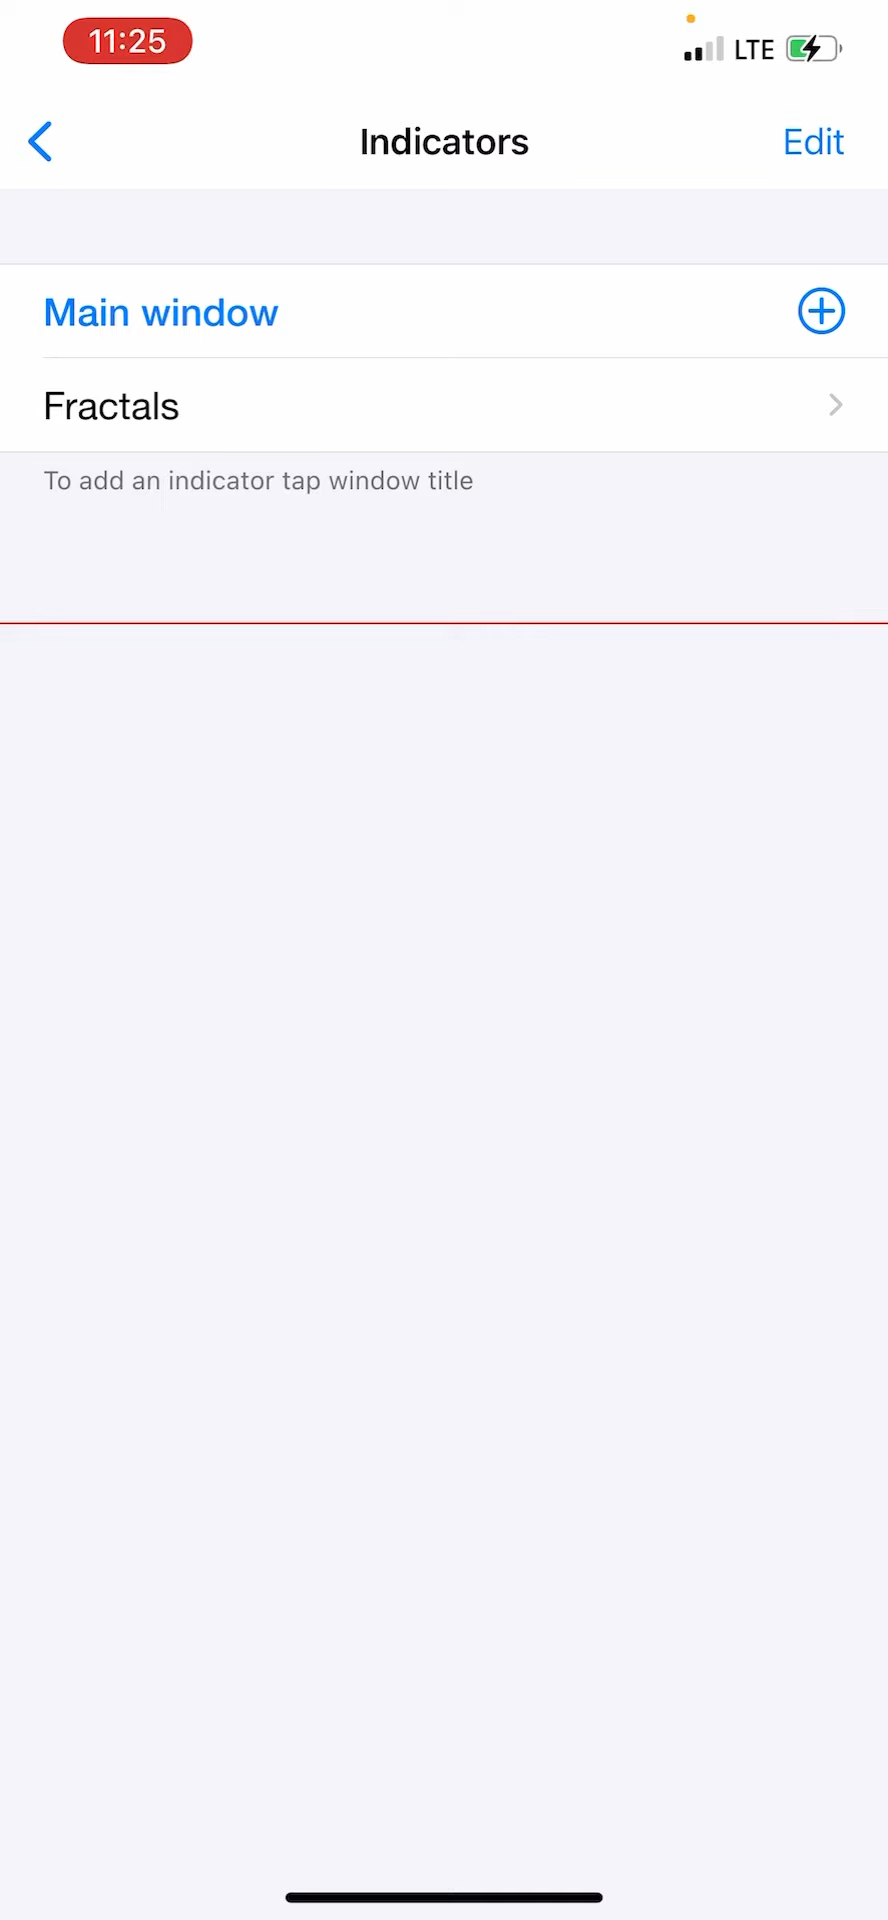 11:25
LTE
Indicators
Edit
Main window
Fractals
To add an indicator tap window title